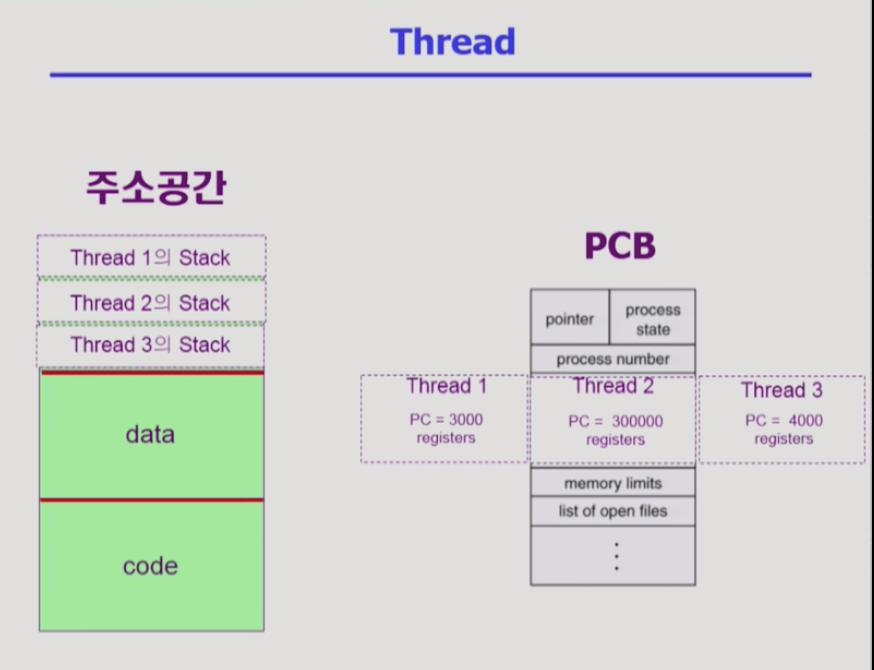 Thread
주소공간
Thread 1의 Stack
Thread 2의 Stack
Thread 3의 Stack
data
code
PCB
pointer
process
state
process number
Thread 1
PC = 3000
registers
Thread 2
PC = 300000
registers
Thread 3
PC = 4000
registers
memory limits
list of open files